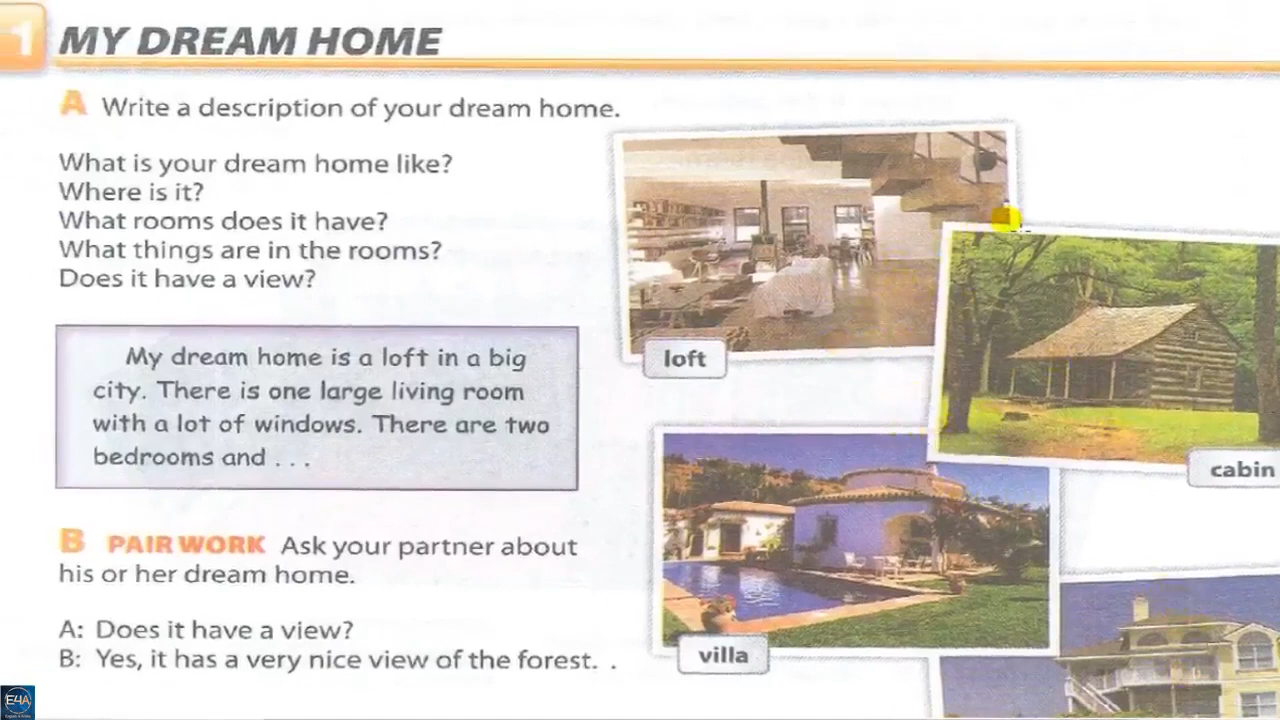 1 MY DREAM HOME
A Write a description of your dream home.
What is your dream home like?
Where is it?
What rooms does it have?
What things are in the rooms?
Does it have a view?
My dream home is a loft in a big
city. There is one large living room
with a lot of windows. There are two
bedrooms and . . .
B PAIR WORK Ask your partner about
his or her dream home.
A: Does it have a view?
B: Yes, it has a very nice view of the forest. . .
loft
cabin
villa
E4A